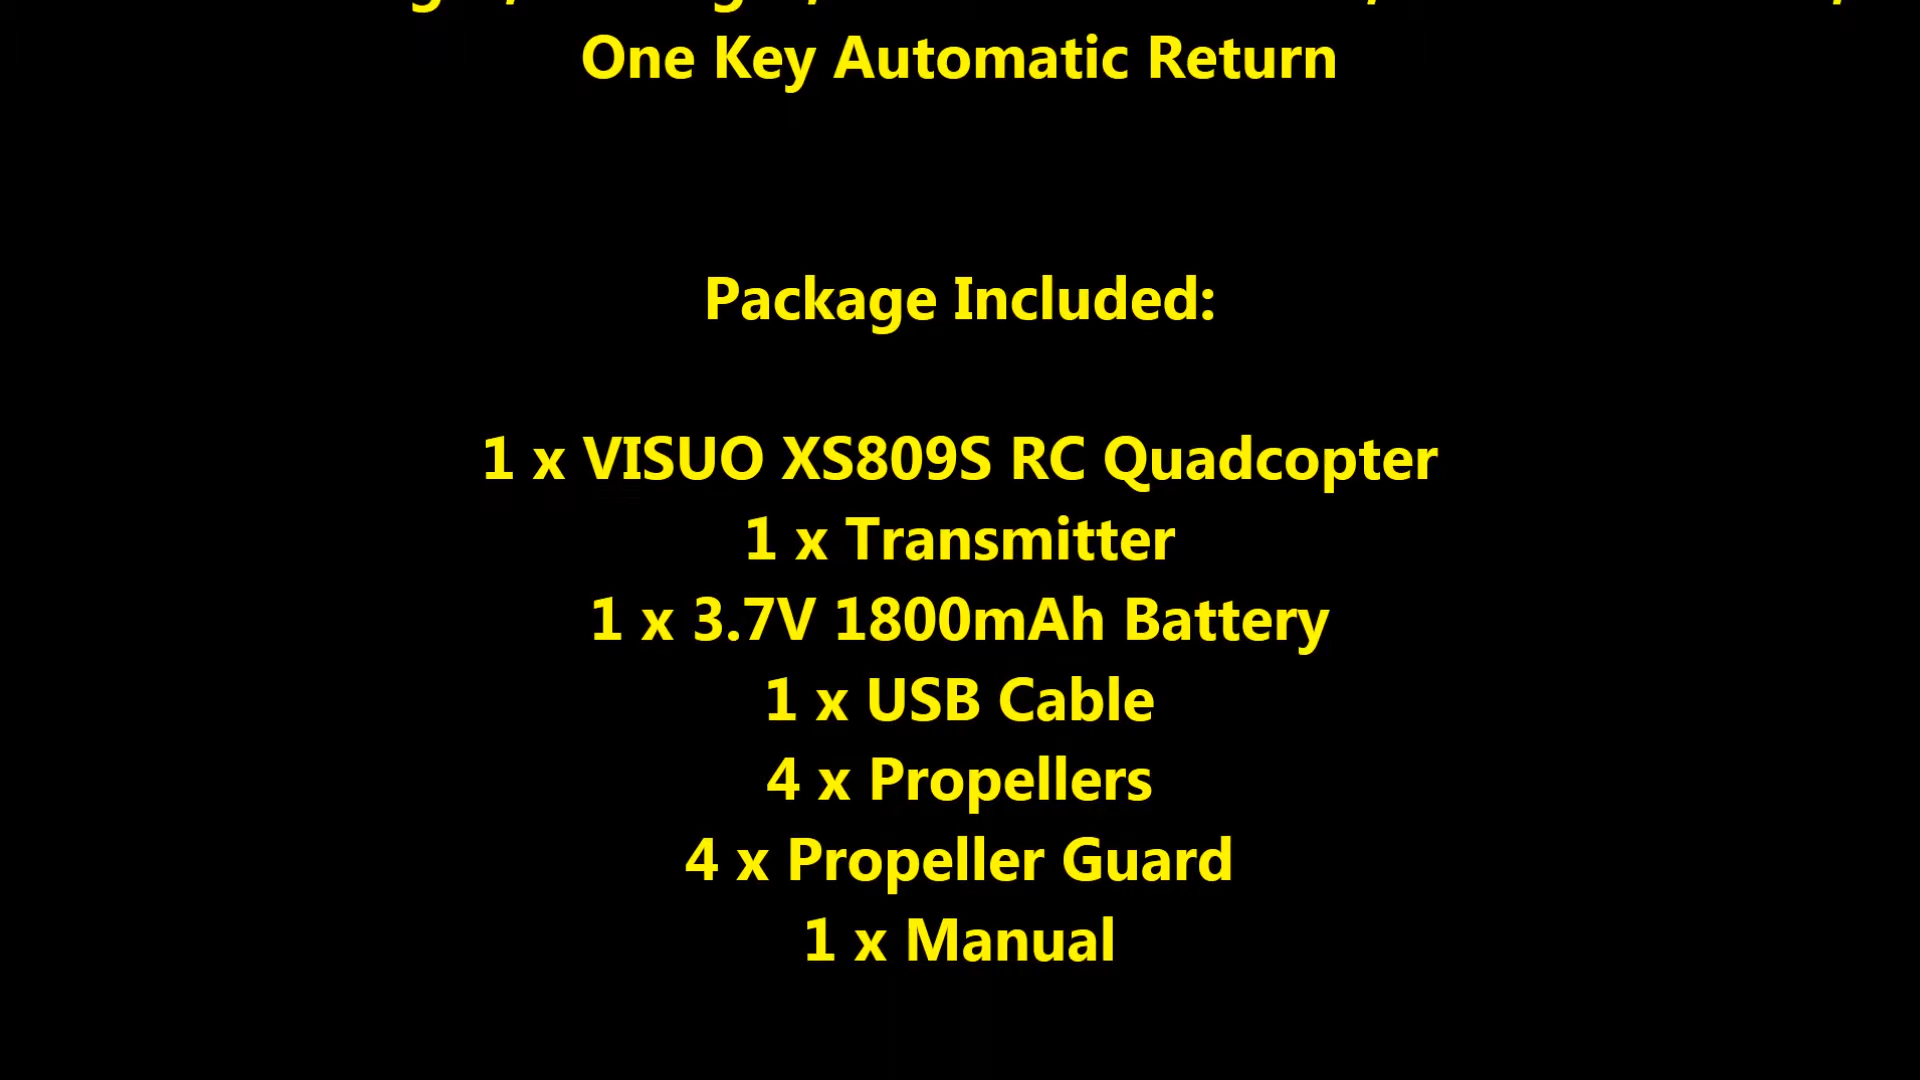 One Key Automatic Return
Package Included:
1 x VISUO XS809S RC Quadcopter
1 x Transmitter
1 x 3.7V 1800mAh Battery
1 x USB Cable
4 x Propellers
4 x Propeller Guard
1 x Manual